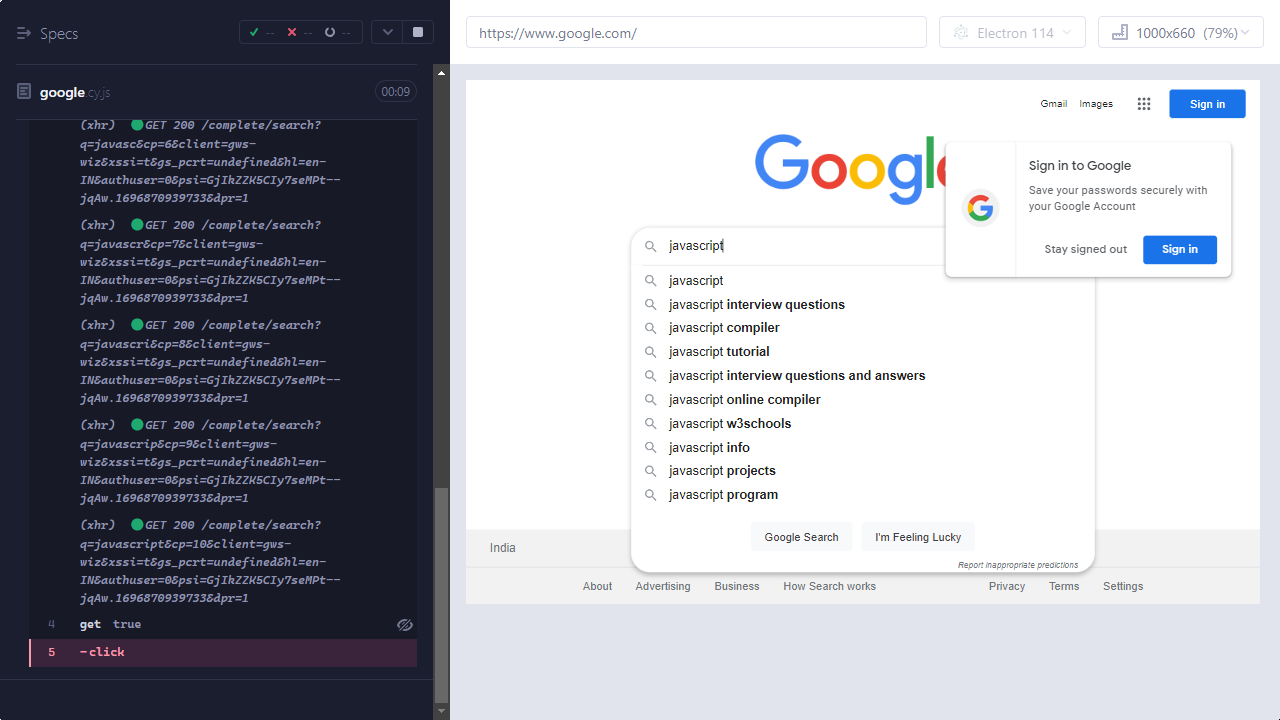 Specs
-- -- --
google.cy.js
00:09
(xhr) GET 200 /complete/search?
q=javasc&cp=6&client=gws-
wiz&xssi=t&gs_pcrt=undefined&hl=en-
IN&authuser=0&psi=GjIkZZK5CIy7seMPt--
jqAw.1696870939733&dpr=1
(xhr) GET 200 /complete/search?
q=javascr&cp=7&client=gws-
wiz&xssi=t&gs_pcrt=undefined&hl=en-
IN&authuser=0&psi=GjIkZZK5CIy7seMPt--
jqAw.1696870939733&dpr=1
(xhr) GET 200 /complete/search?
q=javascri&cp=8&client=gws-
wiz&xssi=t&gs_pcrt=undefined&hl=en-
IN&authuser=0&psi=GjIkZZK5CIy7seMPt--
jqAw.1696870939733&dpr=1
(xhr) GET 200 /complete/search?
q=javascrip&cp=9&client=gws-
wiz&xssi=t&gs_pcrt=undefined&hl=en-
IN&authuser=0&psi=GjIkZZK5CIy7seMPt--
jqAw.1696870939733&dpr=1
(xhr) GET 200 /complete/search?
q=javascript&cp=10&client=gws-
wiz&xssi=t&gs_pcrt=undefined&hl=en-
IN&authuser=0&psi=GjIkZZK5CIy7seMPt--
jqAw.1696870939733&dpr=1
4 get true
5 -click
https://www.google.com/
Electron 114
1000x660 (79%)
Gmail Images
Sign in
Google
Sign in to Google
Save your passwords securely with
your Google Account
Stay signed out Sign in
javascript
javascript
javascript interview questions
javascript compiler
javascript tutorial
javascript interview questions and answers
javascript online compiler
javascript w3schools
javascript info
javascript projects
javascript program
Google Search I'm Feeling Lucky
Report inappropriate predictions
India
About Advertising Business How Search works Privacy Terms Settings